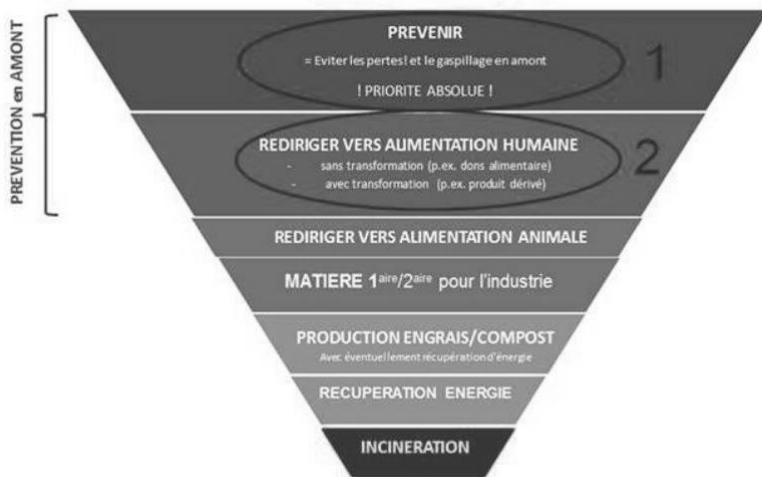 PREVENTION en AMONT
PREVENIR
= Eviter les pertes! et le gaspillage en amont
! PRIORITE ABSOLUE !
1
REDIRIGER VERS ALIMENTATION HUMAINE
- sans transformation (p.ex. dons alimentaire)
- avec transformation (p.ex. produit dérivé)
2
REDIRIGER VERS ALIMENTATION ANIMALE
MATIERE 1aire/2aire pour l'industrie
PRODUCTION ENGRAIS/COMPOST
Avec éventuellement récupération d'énergie
RECUPERATION ENERGIE
INCINERATION